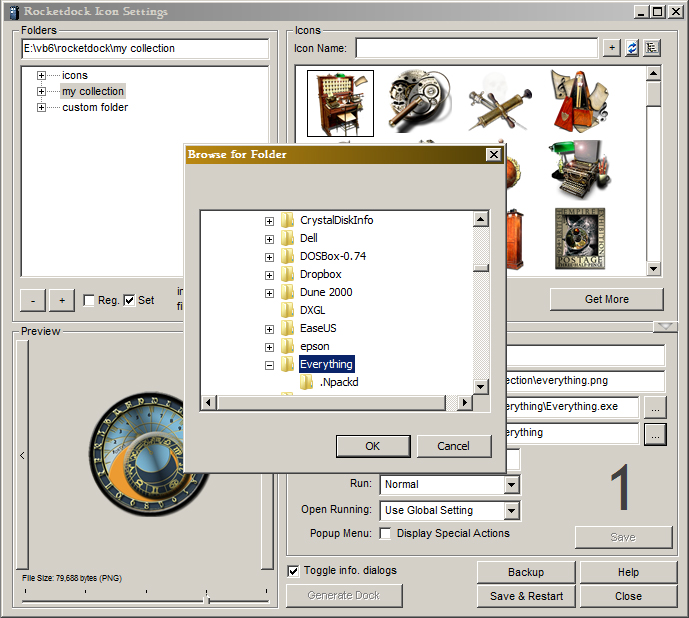 Rocketdock Icon Settings
Folders
E:\vb6\rocketdock\my collection
icons
my collection
custom folder
Icons
Icon Name:
+
Browse for Folder
CrystalDiskInfo
Dell
DOSBox-0.74
Dropbox
Dune 2000
DXGL
EaseUS
epson
Everything
.Npackd
OK
Cancel
EMPIRE
POSTAGE
-
+
Reg.
Set
Get More
Preview
ection\everything.png
erything\Everything.exe
...
erything
...
Run:
Normal
Open Running:
Use Global Setting
Popup Menu:
Display Special Actions
1
Save
File Size: 79,688 bytes (PNG)
Toggle info. dialogs
Backup
Help
Generate Dock
Save & Restart
Close